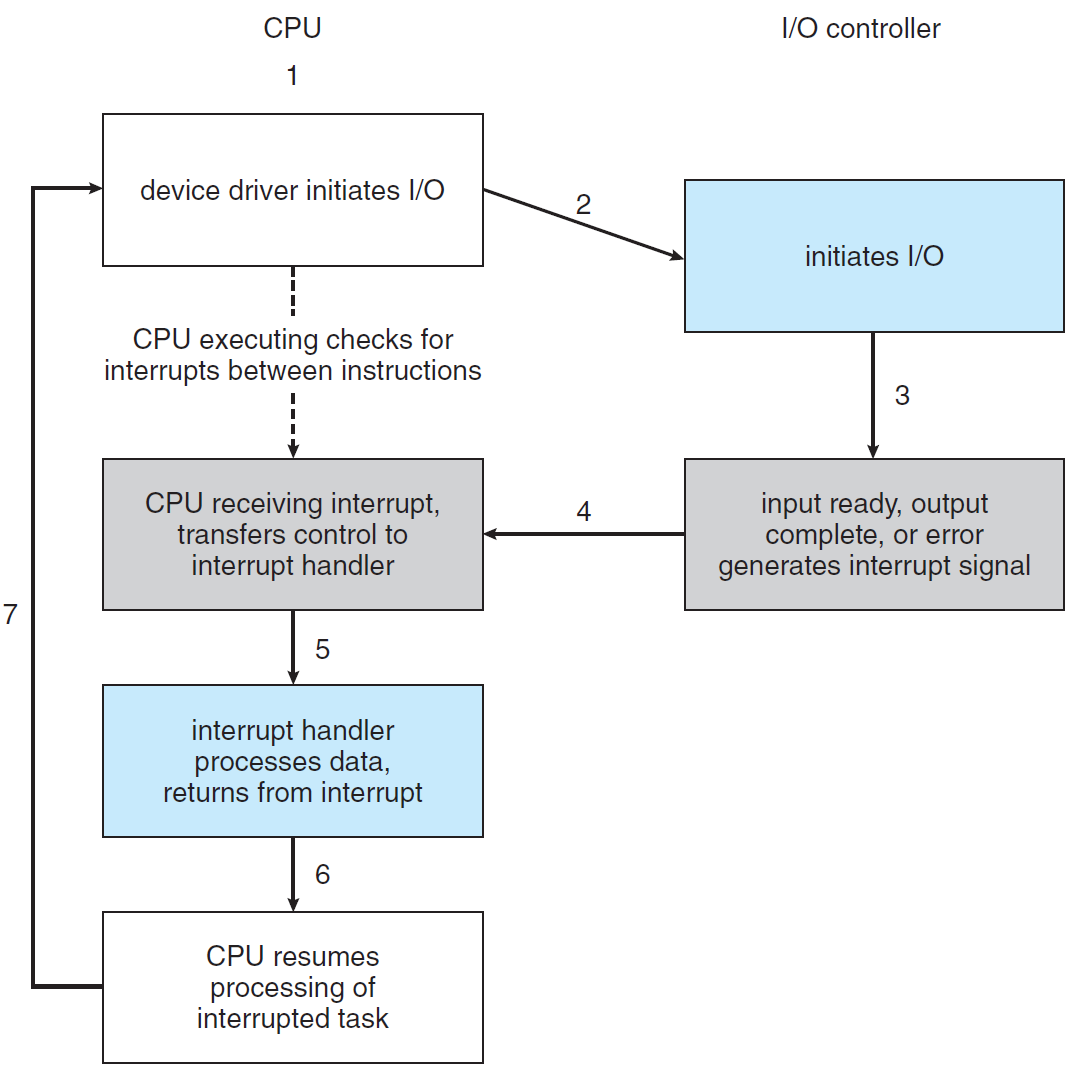 CPU
I/O controller
1
device driver initiates I/O
2
initiates I/O
CPU executing checks for
interrupts between instructions
3
CPU receiving interrupt,
transfers control to
interrupt handler
4
input ready, output
complete, or error
generates interrupt signal
7
5
interrupt handler
processes data,
returns from interrupt
6
CPU resumes
processing of
interrupted task